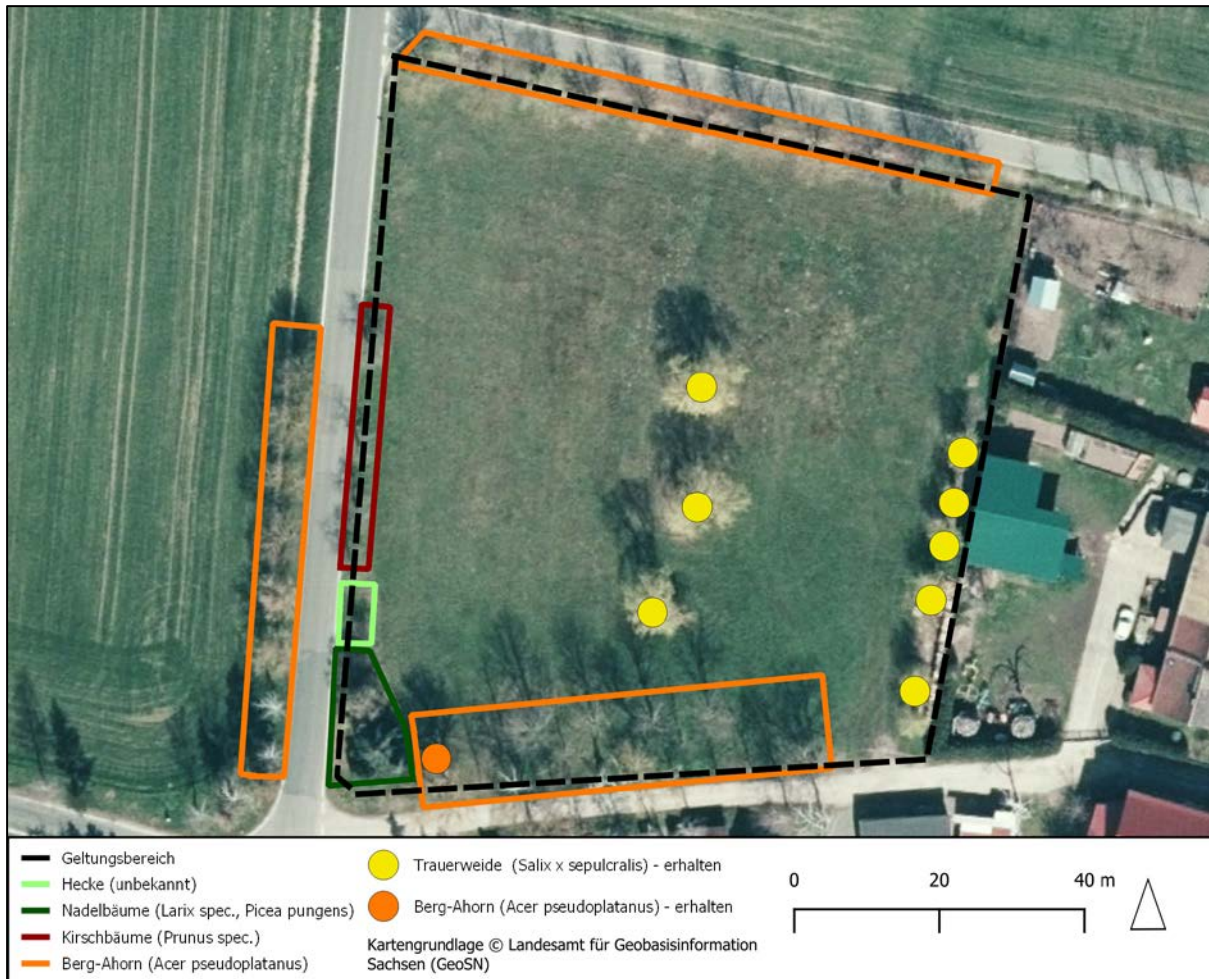 Geltungsbereich
Hecke (unbekannt)
Nadelbäume (Larix spec., Picea pungens)
Kirschbäume (Prunus spec.)
Berg-Ahorn (Acer pseudoplatanus)
Trauerweide (Salix x sepulcralis) - erhalten
Berg-Ahorn (Acer pseudoplatanus) - erhalten
Kartengrundlage © Landesamt für Geobasisinformation
Sachsen (GeoSN)
0 20 40 m